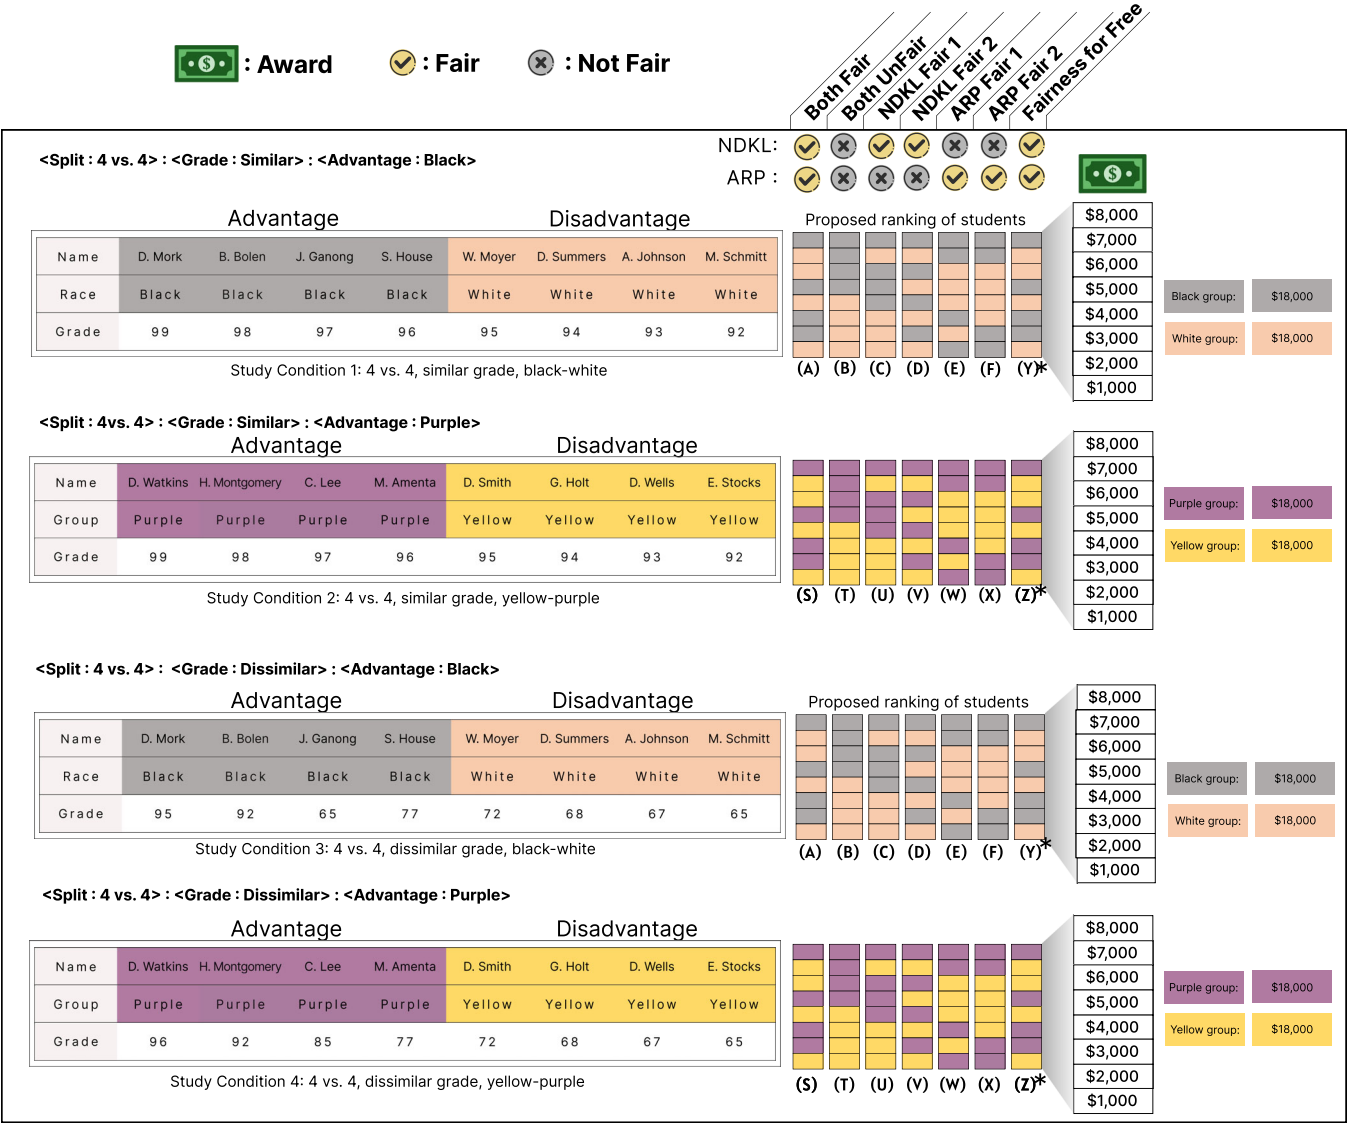 : Award : Fair : Not Fair
Both Fair
Both UnFair
NDKL Fair 1
NDKL Fair 2
ARP Fair 1
ARP Fair 2
Fairness for Free
NDKL:
ARP :
<Split : 4 vs. 4> : <Grade : Similar> : <Advantage : Black>
Advantage Disadvantage
Proposed ranking of students
Name D. Mork B. Bolen J. Ganong S. House W. Moyer D. Summers A. Johnson M. Schmitt
Race Black Black Black Black White White White White
Grade 99 98 97 96 95 94 93 92
Study Condition 1: 4 vs. 4, similar grade, black-white
(A) (B) (C) (D) (E) (F) (Y)*
$8,000
$7,000
$6,000
$5,000
$4,000
$3,000
$2,000
$1,000
Black group: $18,000
White group: $18,000
<Split : 4vs. 4> : <Grade : Similar> : <Advantage : Purple>
Advantage Disadvantage
Name D. Watkins H. Montgomery C. Lee M. Amenta D. Smith G. Holt D. Wells E. Stocks
Group Purple Purple Purple Purple Yellow Yellow Yellow Yellow
Grade 99 98 97 96 95 94 93 92
Study Condition 2: 4 vs. 4, similar grade, yellow-purple
(S) (T) (U) (V) (W) (X) (Z)*
$8,000
$7,000
$6,000
$5,000
$4,000
$3,000
$2,000
$1,000
Purple group: $18,000
Yellow group: $18,000
<Split : 4 vs. 4> : <Grade : Dissimilar> : <Advantage : Black>
Advantage Disadvantage
Proposed ranking of students
Name D. Mork B. Bolen J. Ganong S. House W. Moyer D. Summers A. Johnson M. Schmitt
Race Black Black Black Black White White White White
Grade 95 92 65 77 72 68 67 65
Study Condition 3: 4 vs. 4, dissimilar grade, black-white
(A) (B) (C) (D) (E) (F) (Y)*
$8,000
$7,000
$6,000
$5,000
$4,000
$3,000
$2,000
$1,000
Black group: $18,000
White group: $18,000
<Split : 4 vs. 4> : <Grade : Dissimilar> : <Advantage : Purple>
Advantage Disadvantage
Name D. Watkins H. Montgomery C. Lee M. Amenta D. Smith G. Holt D. Wells E. Stocks
Group Purple Purple Purple Purple Yellow Yellow Yellow Yellow
Grade 96 92 85 77 72 68 67 65
Study Condition 4: 4 vs. 4, dissimilar grade, yellow-purple
(S) (T) (U) (V) (W) (X) (Z)*
$8,000
$7,000
$6,000
$5,000
$4,000
$3,000
$2,000
$1,000
Purple group: $18,000
Yellow group: $18,000